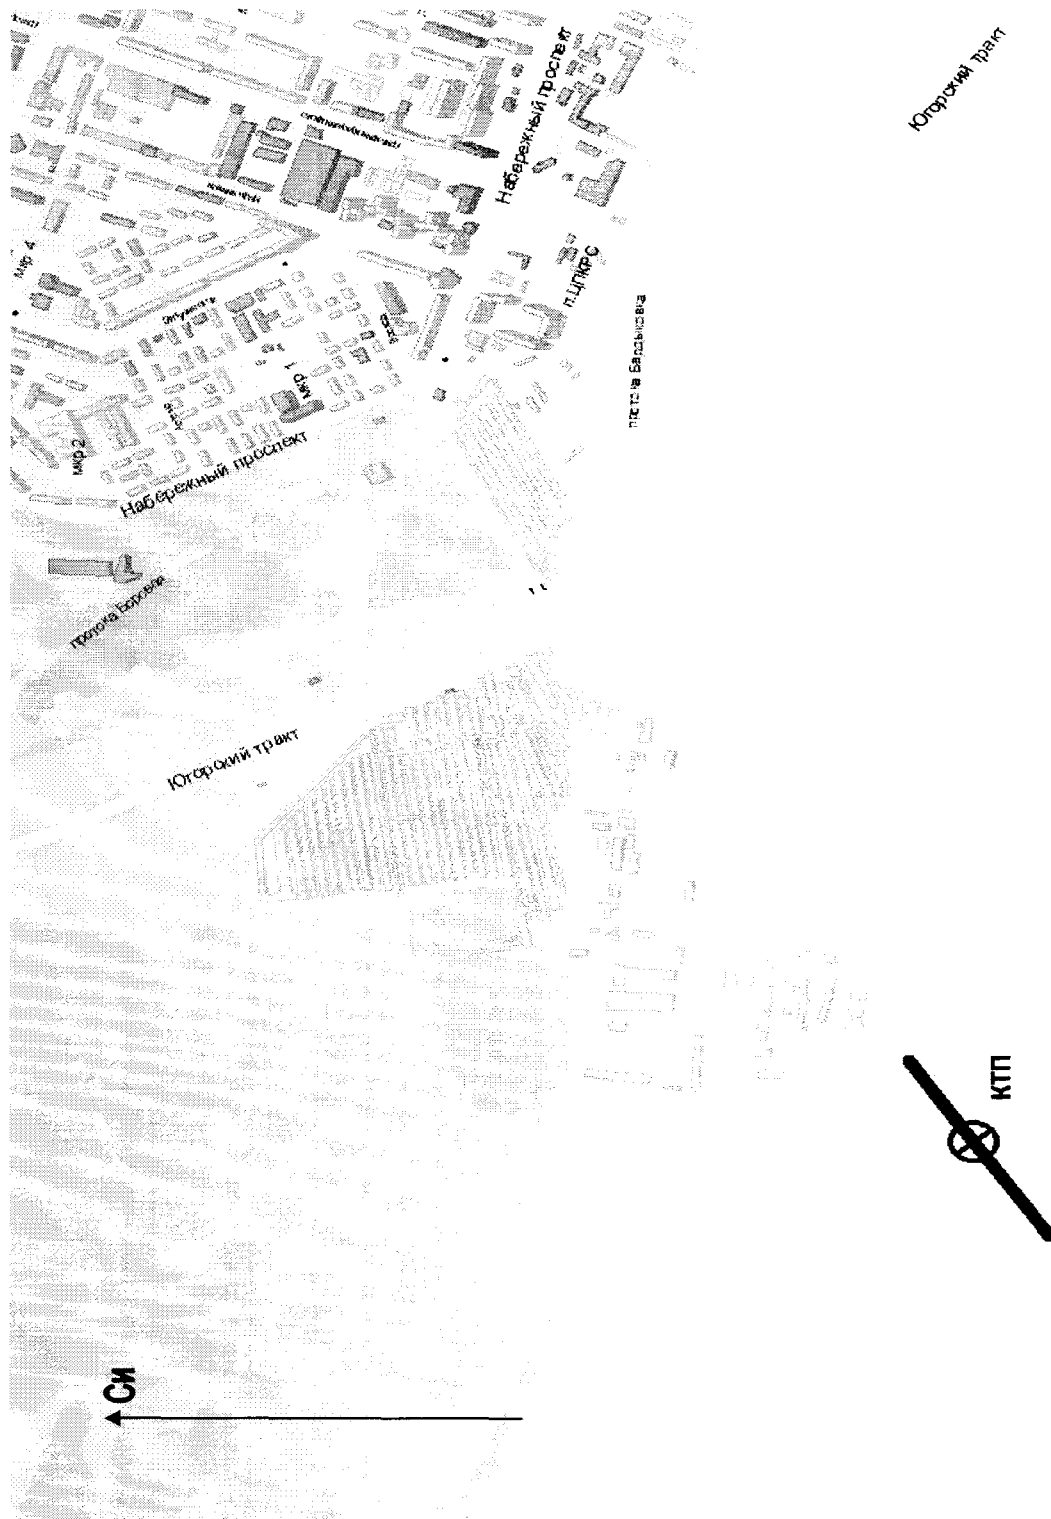 Набережный проспект
Югорский тракт
мкр 4
п.ЦПКРС
протока Бардыковка
мкр 1
мкр 2
Набережный проспект
протока Боровая
Югорский тракт
КТП
Си